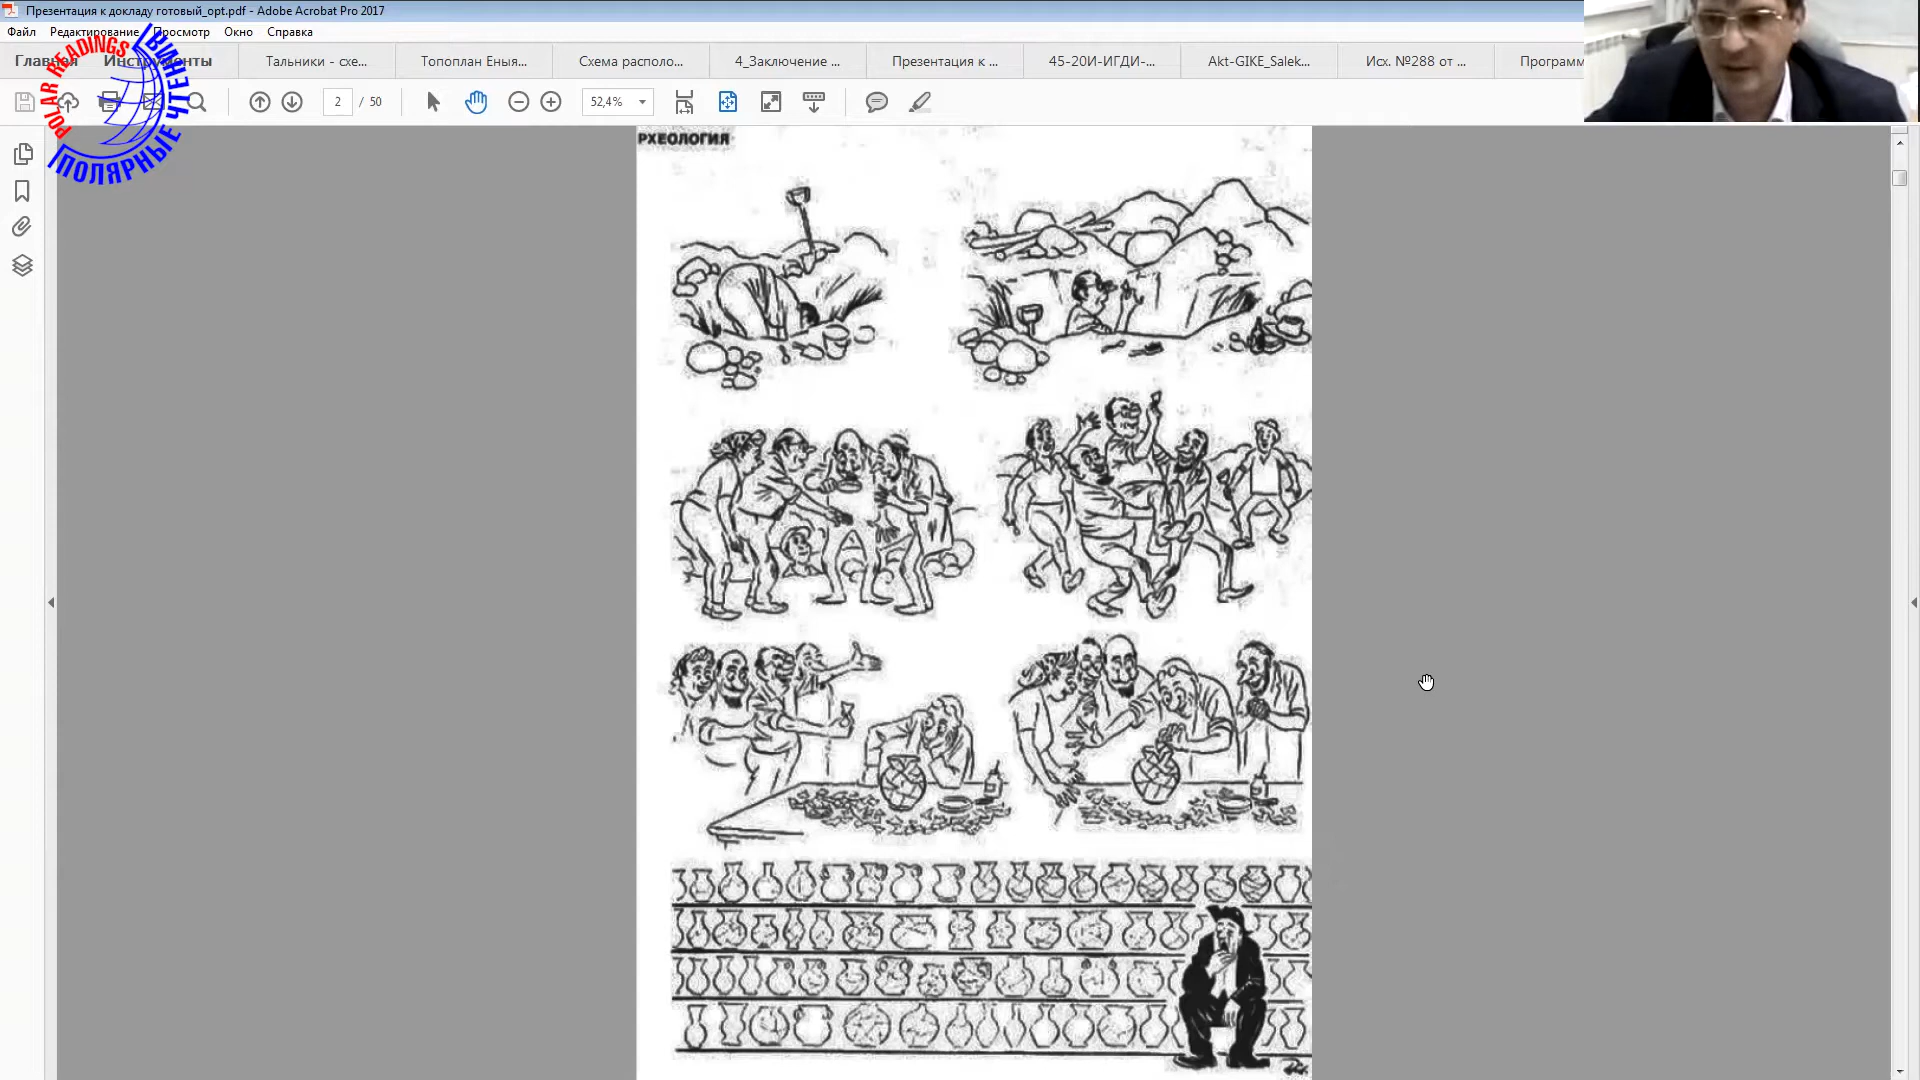 Презентация к докладу готовый_opt.pdf - Adobe Acrobat Pro 2017
Файл Редактирование Просмотр Окно Справка
Главная Инструменты Тальники - схе... Топоплан Еныя... Схема располо... 4_Заключение ... Презентация к ... 45-20И-ИГДИ-... Akt-GIKE_Salek... Исх. №288 от ... Программ
2 / 50 52,4%
POLAR READINGS
ПОЛЯРНЫЕ ЧТЕНИЯ
РХЕОЛОГИЯ